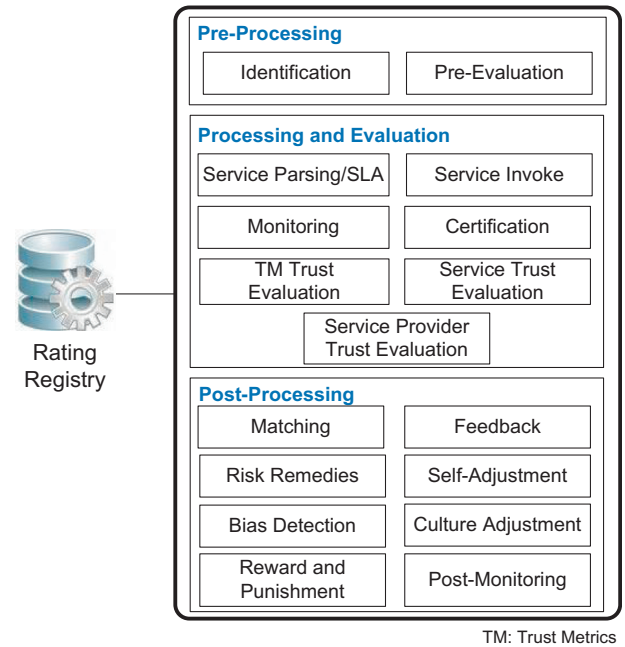 Pre-Processing
Identification
Pre-Evaluation
Processing and Evaluation
Service Parsing/SLA
Service Invoke
Monitoring
Certification
TM Trust
Evaluation
Service Trust
Evaluation
Service Provider
Trust Evaluation
Rating
Registry
Post-Processing
Matching
Feedback
Risk Remedies
Self-Adjustment
Bias Detection
Culture Adjustment
Reward and
Punishment
Post-Monitoring
TM: Trust Metrics